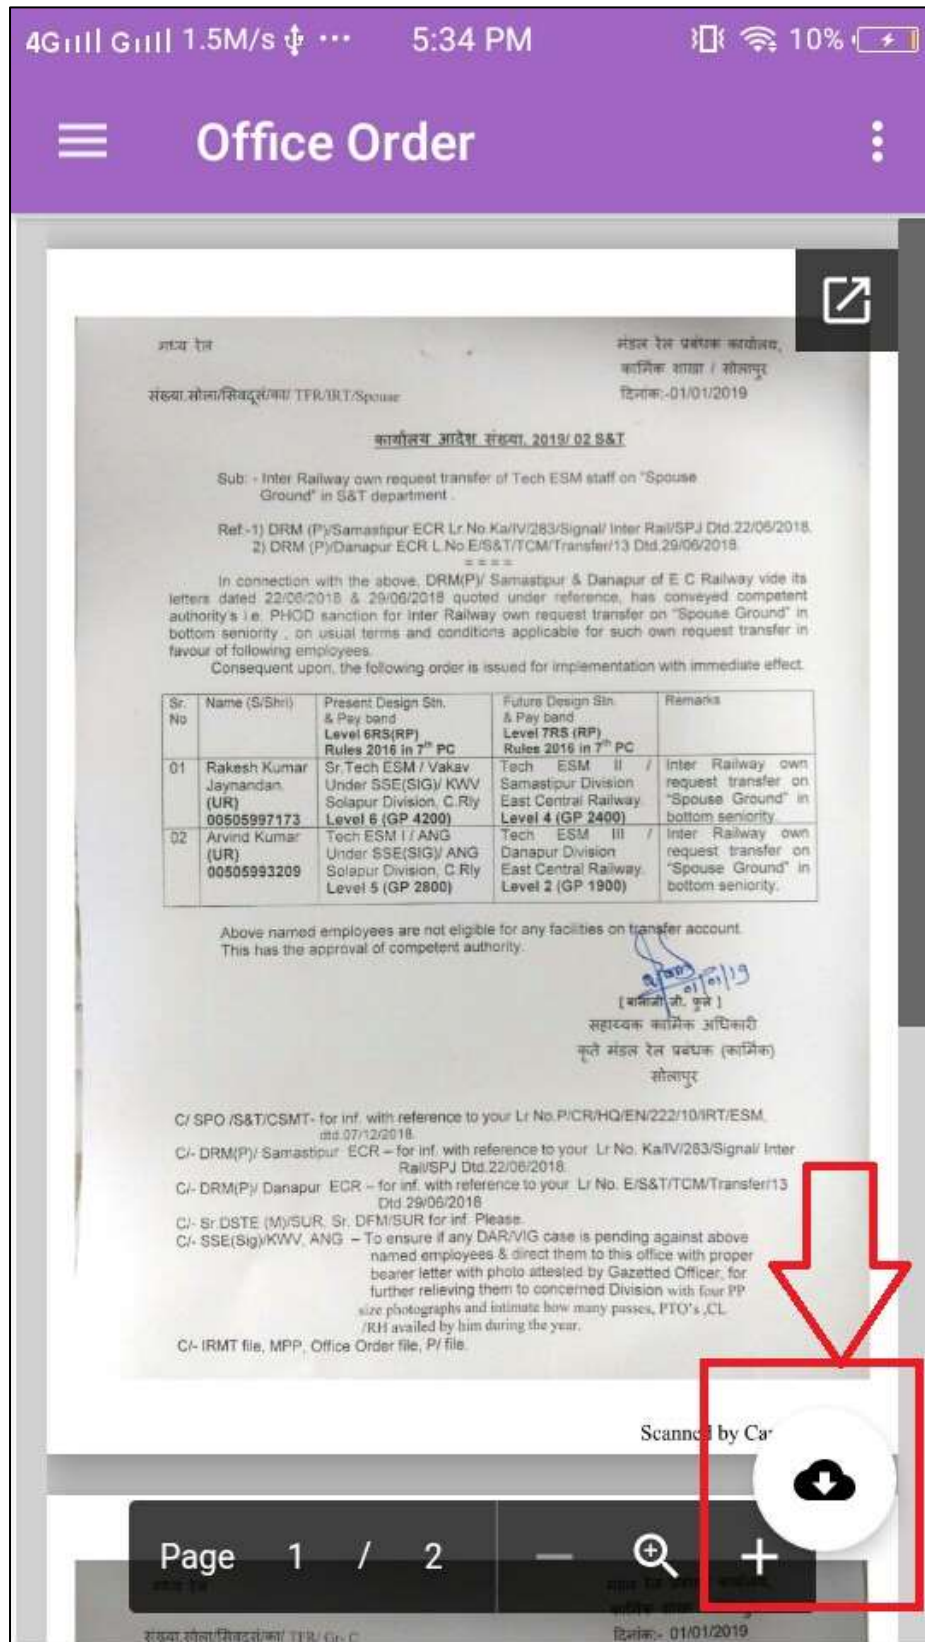 4G G 1.5M/s ... 5:34 PM 10%
Office Order
मध्य रेल
मंडल रेल प्रबंधक कार्यालय,
कार्मिक शाखा / सोलापुर
संख्या.सोला/सिवदूसं/का/ TFR/IRT/Spouse
दिनांक:-01/01/2019
कार्यालय आदेश संख्या. 2019/ 02 S&T
Sub: - Inter Railway own request transfer of Tech ESM staff on "Spouse
Ground" in S&T department .
Ref:-1) DRM (P)/Samastipur ECR Lr.No.Ka/IV/283/Signal/ Inter Rail/SPJ Dtd.22/06/2018.
2) DRM (P)/Danapur ECR L.No.E/S&T/TCM/Transfer/13 Dtd.29/06/2018.
= = = =
In connection with the above, DRM(P)/ Samastipur & Danapur of E C Railway vide its
letters dated 22/06/2018 & 29/06/2018 quoted under reference, has conveyed competent
authority's i.e. PHOD sanction for Inter Railway own request transfer on "Spouse Ground" in
bottom seniority , on usual terms and conditions applicable for such own request transfer in
favour of following employees.
Consequent upon, the following order is issued for implementation with immediate effect.
Sr. No
Name (S/Shri)
Present Design Stn.
& Pay band
Level 6RS(RP)
Rules 2016 in 7th PC
Future Design Stn.
& Pay band
Level 7RS (RP)
Rules 2016 in 7th PC
Remarks
01
Rakesh Kumar
Jaynandan.
(UR)
00505997173
Sr.Tech ESM / Vakav
Under SSE(SIG)/ KWV
Solapur Division, C.Rly
Level 6 (GP 4200)
Tech ESM II /
Samastipur Division
East Central Railway.
Level 4 (GP 2400)
Inter Railway own
request transfer on
"Spouse Ground" in
bottom seniority
02
Arvind Kumar
(UR)
00505993209
Tech ESM I / ANG
Under SSE(SIG)/ ANG
Solapur Division, C.Rly
Level 5 (GP 2800)
Tech ESM III /
Danapur Division
East Central Railway.
Level 2 (GP 1900)
Inter Railway own
request transfer on
"Spouse Ground" in
bottom seniority.
Above named employees are not eligible for any facilities on transfer account.
This has the approval of competent authority.
01/01/19
[ जी. फुले ]
सहाय्यक कार्मिक अधिकारी
कृते मंडल रेल प्रबंधक (कार्मिक)
सोलापुर
C/ SPO /S&T/CSMT- for inf. with reference to your Lr No.P/CR/HQ/EN/222/10/IRT/ESM,
dtd.07/12/2018.
C/- DRM(P)/ Samastipur ECR – for inf. with reference to your Lr No. Ka/IV/283/Signal/ Inter
Rail/SPJ Dtd.22/06/2018.
C/- DRM(P)/ Danapur ECR – for inf. with reference to your Lr No. E/S&T/TCM/Transfer/13
Dtd.29/06/2018
C/- Sr.DSTE (M)/SUR, Sr. DFM/SUR for inf. Please.
C/- SSE(Sig)/KWV, ANG – To ensure if any DAR/VIG case is pending against above
named employees & direct them to this office with proper
bearer letter with photo attested by Gazetted Officer, for
further relieving them to concerned Division with four PP
size photographs and intimate how many passes, PTO's ,CL
/RH availed by him during the year.
C/- IRMT file, MPP, Office Order file, P/ file.
Scanned by
Page 1 / 2
मध्य रेल
मंडल रेल प्रबंधक कार्यालय,
संख्या.सोला/सिवदूसं/का/ TFR/ Gr- C
दिनांक:- 01/01/2019